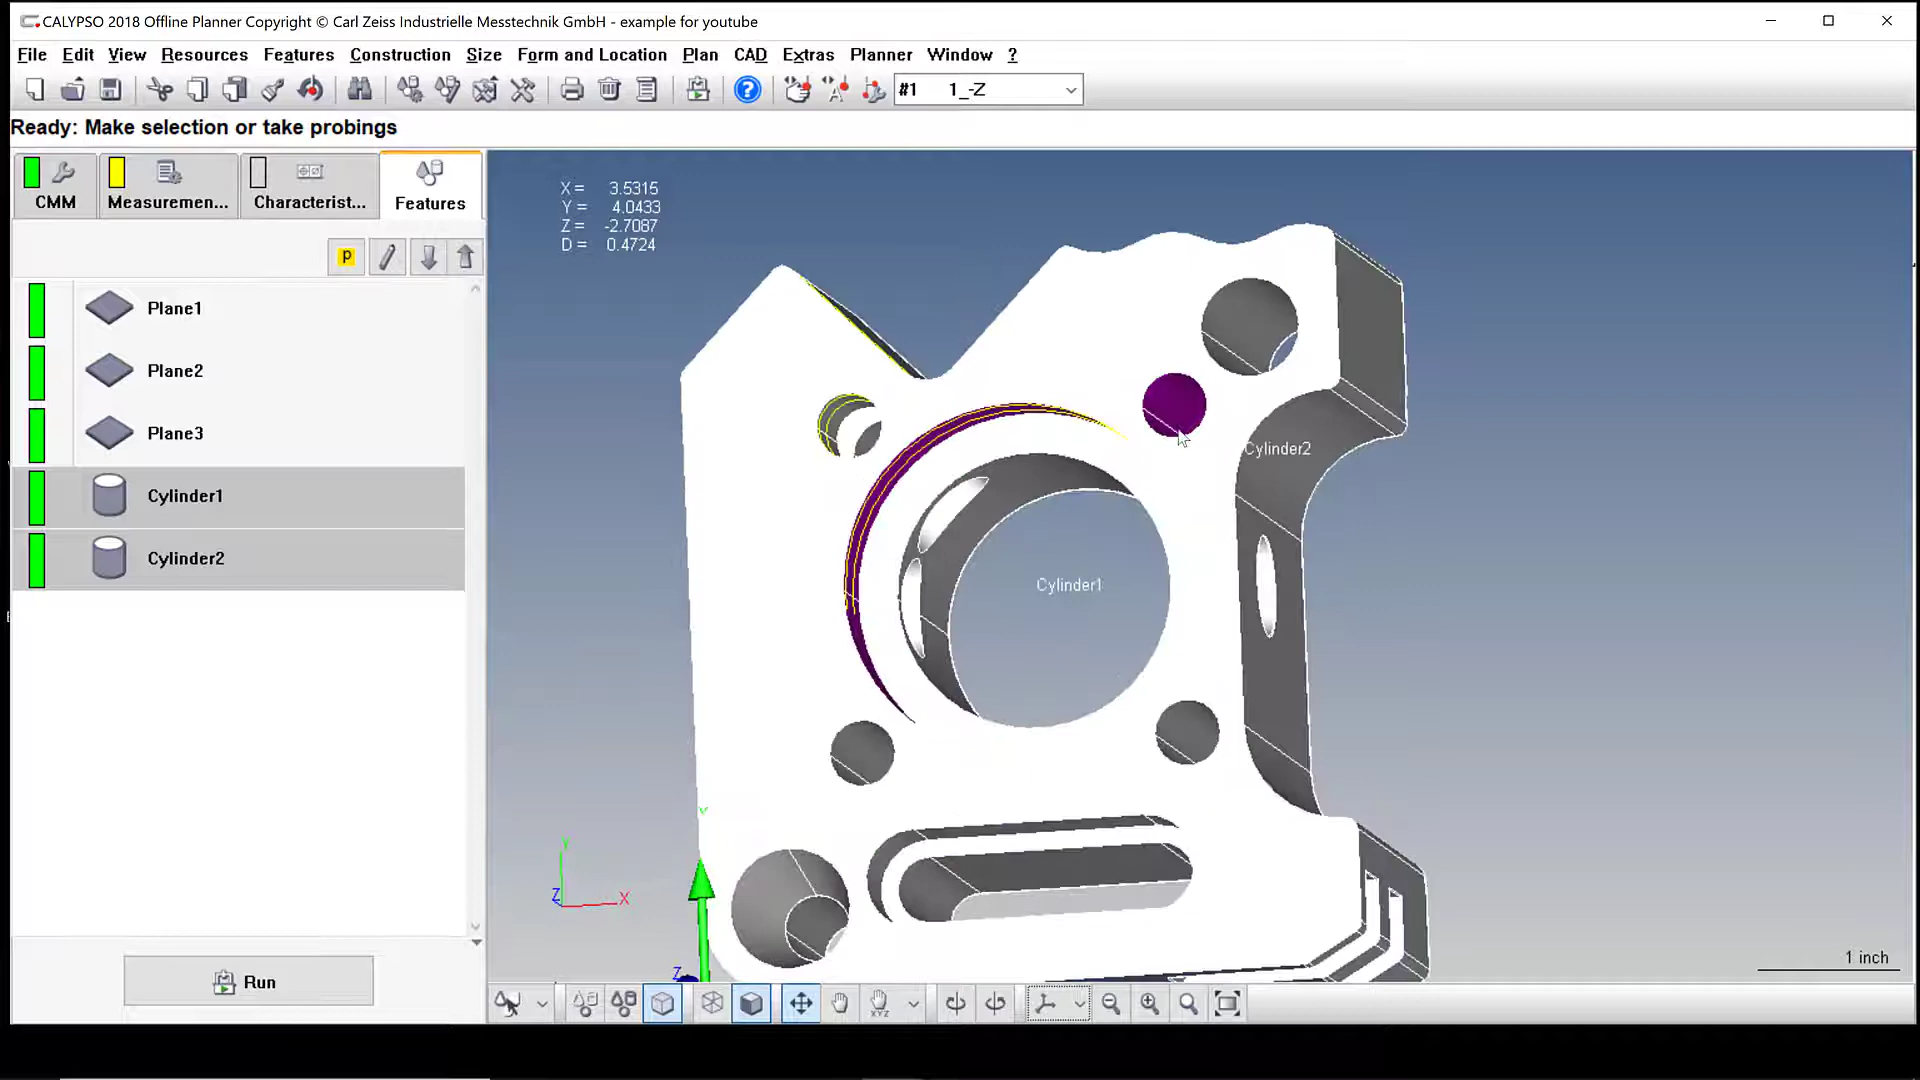 CALYPSO 2018 Offline Planner Copyright © Carl Zeiss Industrielle Messtechnik GmbH - example for youtube
File Edit View Resources Features Construction Size Form and Location Plan CAD Extras Planner Window ?
#1 1_-Z
Ready: Make selection or take probings
CMM
Measuremen...
Characterist...
Features
P
Plane1
Plane2
Plane3
Cylinder1
Cylinder2
Run
X = 3.5315
Y = 4.0433
Z = -2.7087
D = 0.4724
Cylinder2
Cylinder1
Y
Y
Z X
Z
1 inch
XYZ